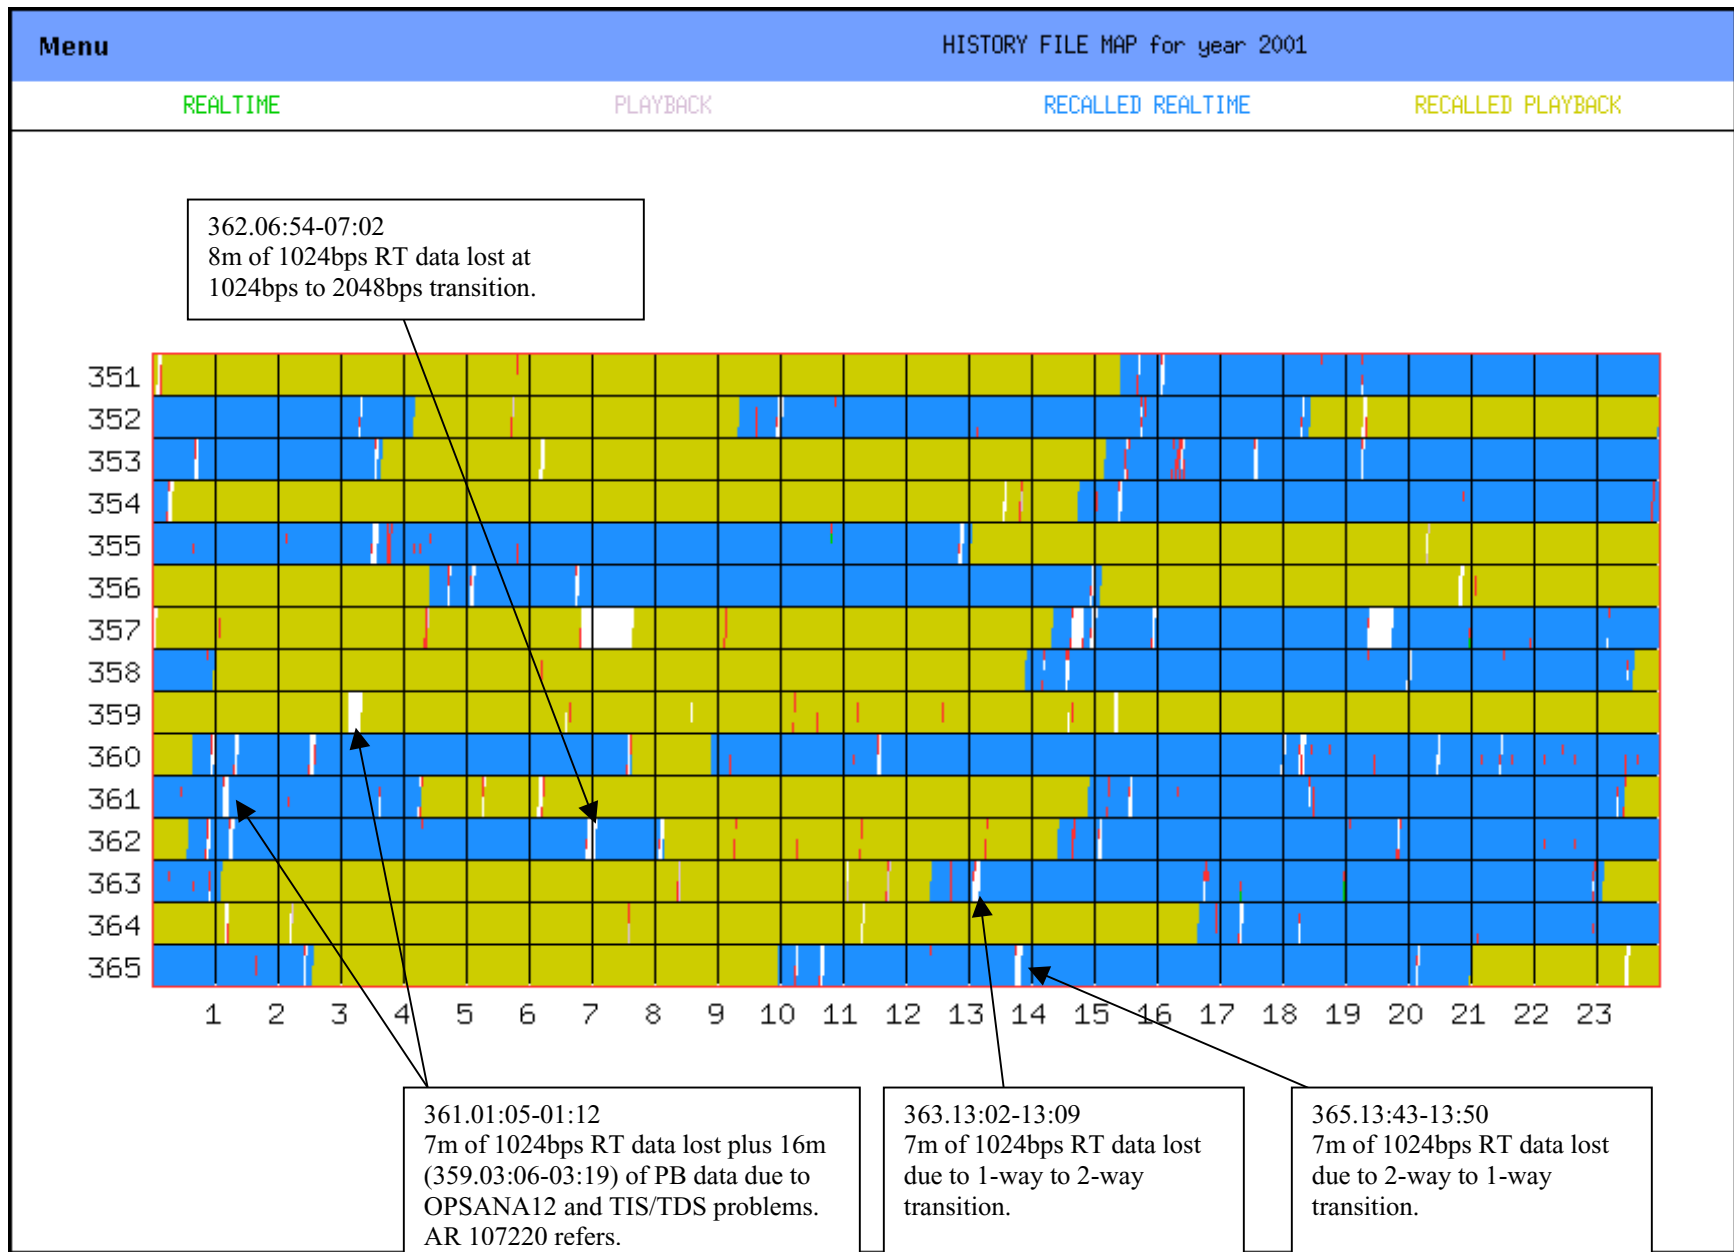 Menu
HISTORY FILE MAP for year 2001
REALTIME PLAYBACK RECALLED REALTIME RECALLED PLAYBACK
362.06:54-07:02
8m of 1024bps RT data lost at
1024bps to 2048bps transition.
351
352
353
354
355
356
357
358
359
360
361
362
363
364
365
1 2 3 4 5 6 7 8 9 10 11 12 13 14 15 16 17 18 19 20 21 22 23
361.01:05-01:12
7m of 1024bps RT data lost plus 16m
(359.03:06-03:19) of PB data due to
OPSANA12 and TIS/TDS problems.
AR 107220 refers.
363.13:02-13:09
7m of 1024bps RT data lost
due to 1-way to 2-way
transition.
365.13:43-13:50
7m of 1024bps RT data lost
due to 2-way to 1-way
transition.